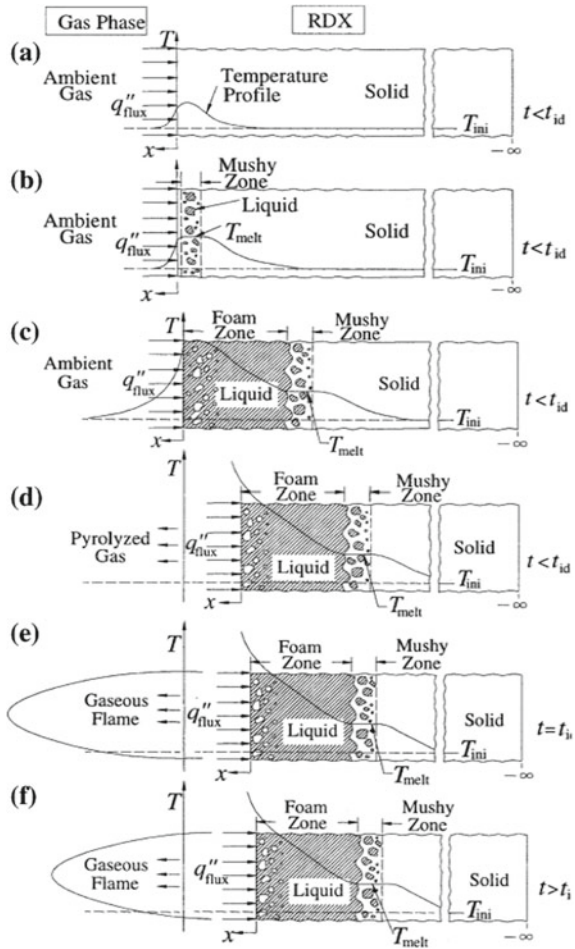 Gas Phase RDX
(a)
T
Ambient
Gas
q″flux
Temperature
Profile
Solid
Tini
t<tid
x
−∞
(b)
Mushy
Zone
Ambient
Gas
q″flux
Liquid
Tmelt
Solid
Tini
t<tid
x
−∞
(c)
T
Foam
Zone
Mushy
Zone
Ambient
Gas
q″flux
Liquid
Solid
Tini
t<tid
x
Tmelt
−∞
(d)
T
Foam
Zone
Mushy
Zone
Pyrolyzed
Gas
q″flux
Liquid
Solid
Tini
t<tid
x
Tmelt
−∞
(e)
T
Foam
Zone
Mushy
Zone
Gaseous
Flame
q″flux
Liquid
Solid
Tini
t=ti
x
Tmelt
−∞
(f)
T
Foam
Zone
Mushy
Zone
Gaseous
Flame
q″flux
Liquid
Solid
Tini
t>ti
x
Tmelt
−∞